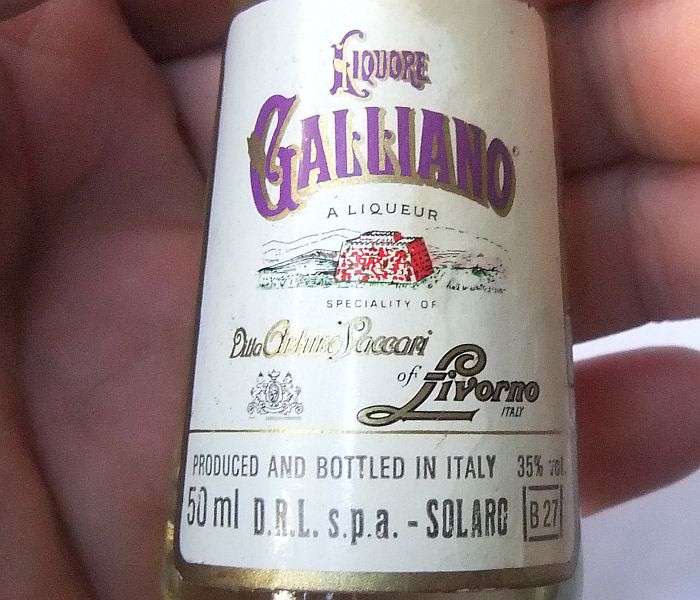 LIQUORE
GALLIANO
A LIQUEUR
SPECIALITY OF
Ditta Arturo Vaccari
of Livorno
ITALY
PRODUCED AND BOTTLED IN ITALY 35% vol.
50 ml D.R.L. s.p.a. - SOLARO B 27